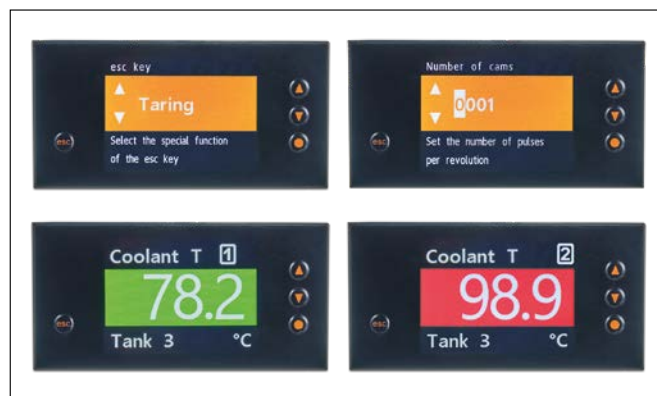 esc key
Taring
Select the special function
of the esc key
esc
Number of cams
0001
Set the number of pulses
per revolution
esc
Coolant T 1
78.2
Tank 3 °C
esc
Coolant T 2
98.9
Tank 3 °C
esc